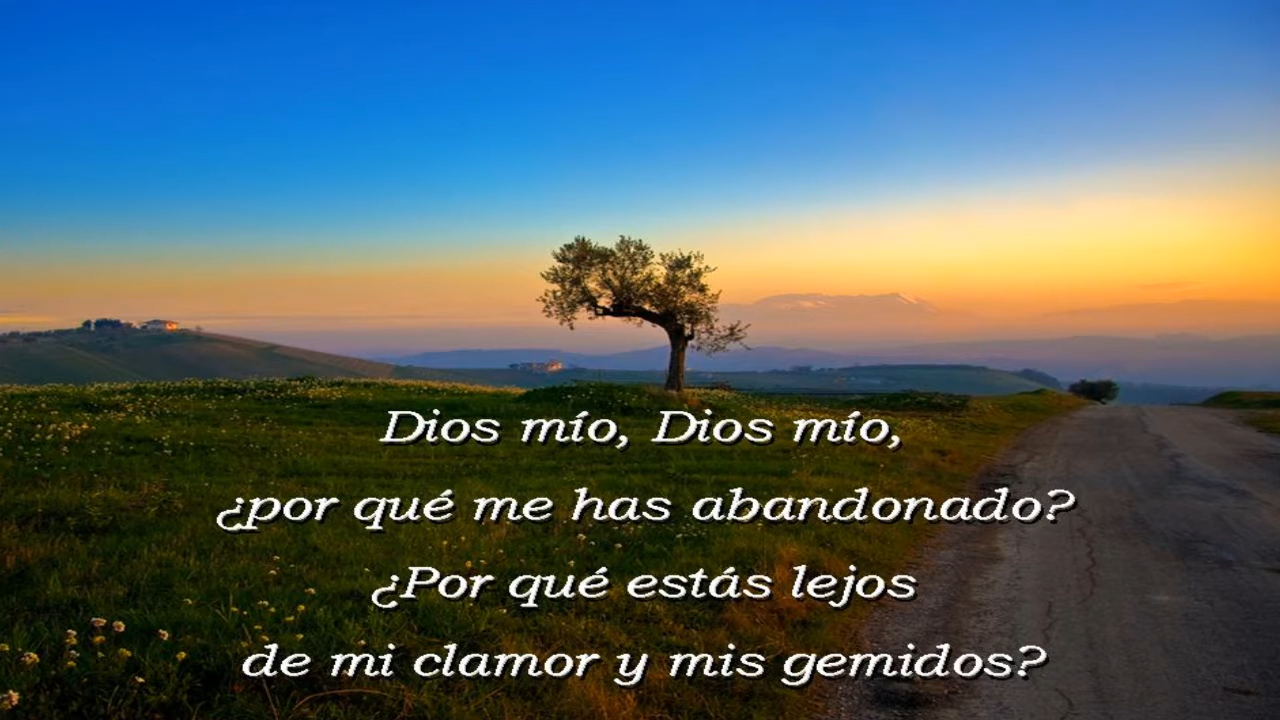 Dios mío, Dios mío,
¿por qué me has abandonado?
¿Por qué estás lejos
de mi clamor y mis gemidos?